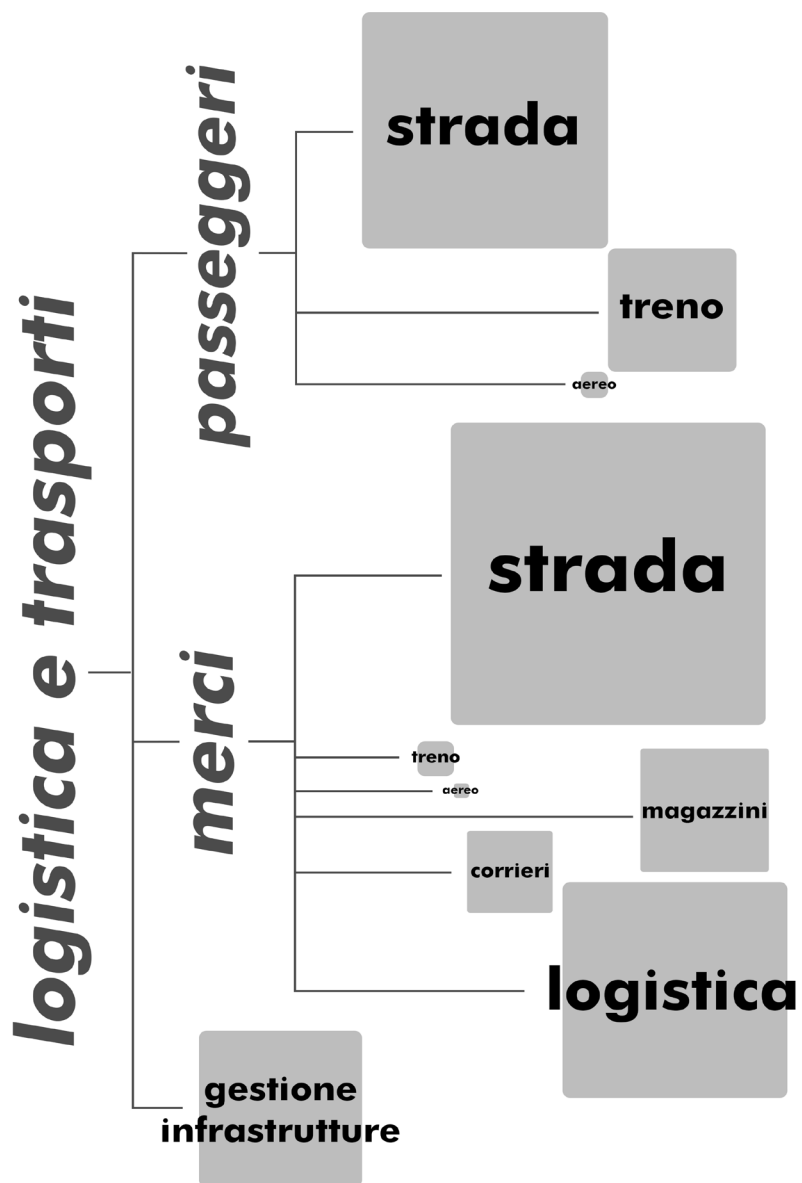 logistica e trasporti
passeggeri
strada
treno
aereo
merci
strada
treno
aereo
magazzini
corrieri
logistica
gestione
infrastrutture